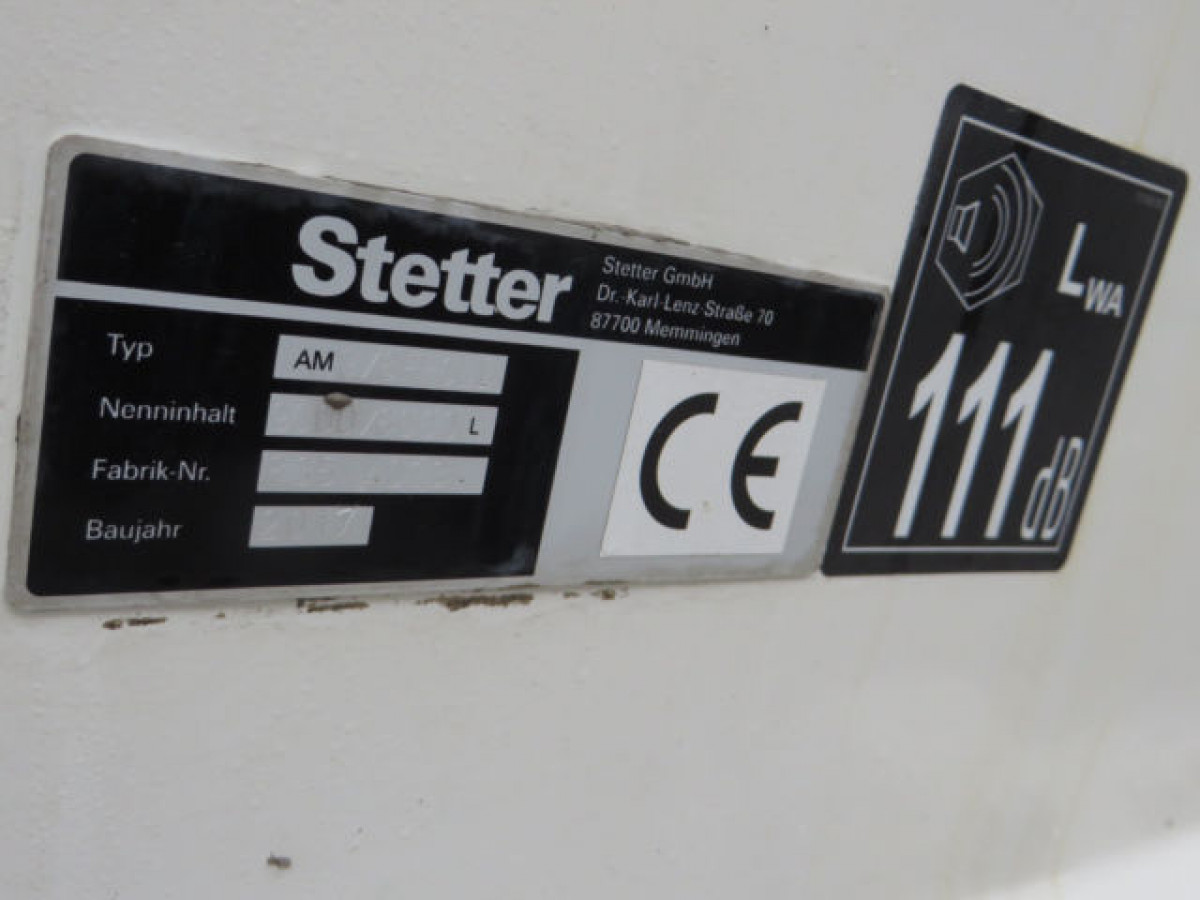 Stetter
Stetter GmbH
Dr.-Karl-Lenz-Straße 70
87700 Memmingen
Typ AM
Nenninhalt L
Fabrik-Nr.
Baujahr
CE
LWA
111 dB